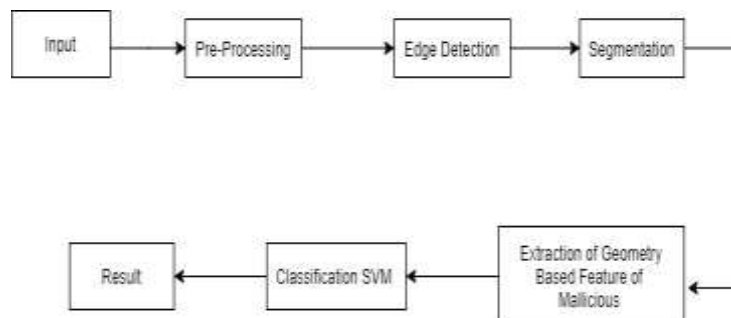 Input
Pre-Processing
Edge Detection
Segmentation
Extraction of Geometry
Based Feature of
Mallicious
Classification SVM
Result